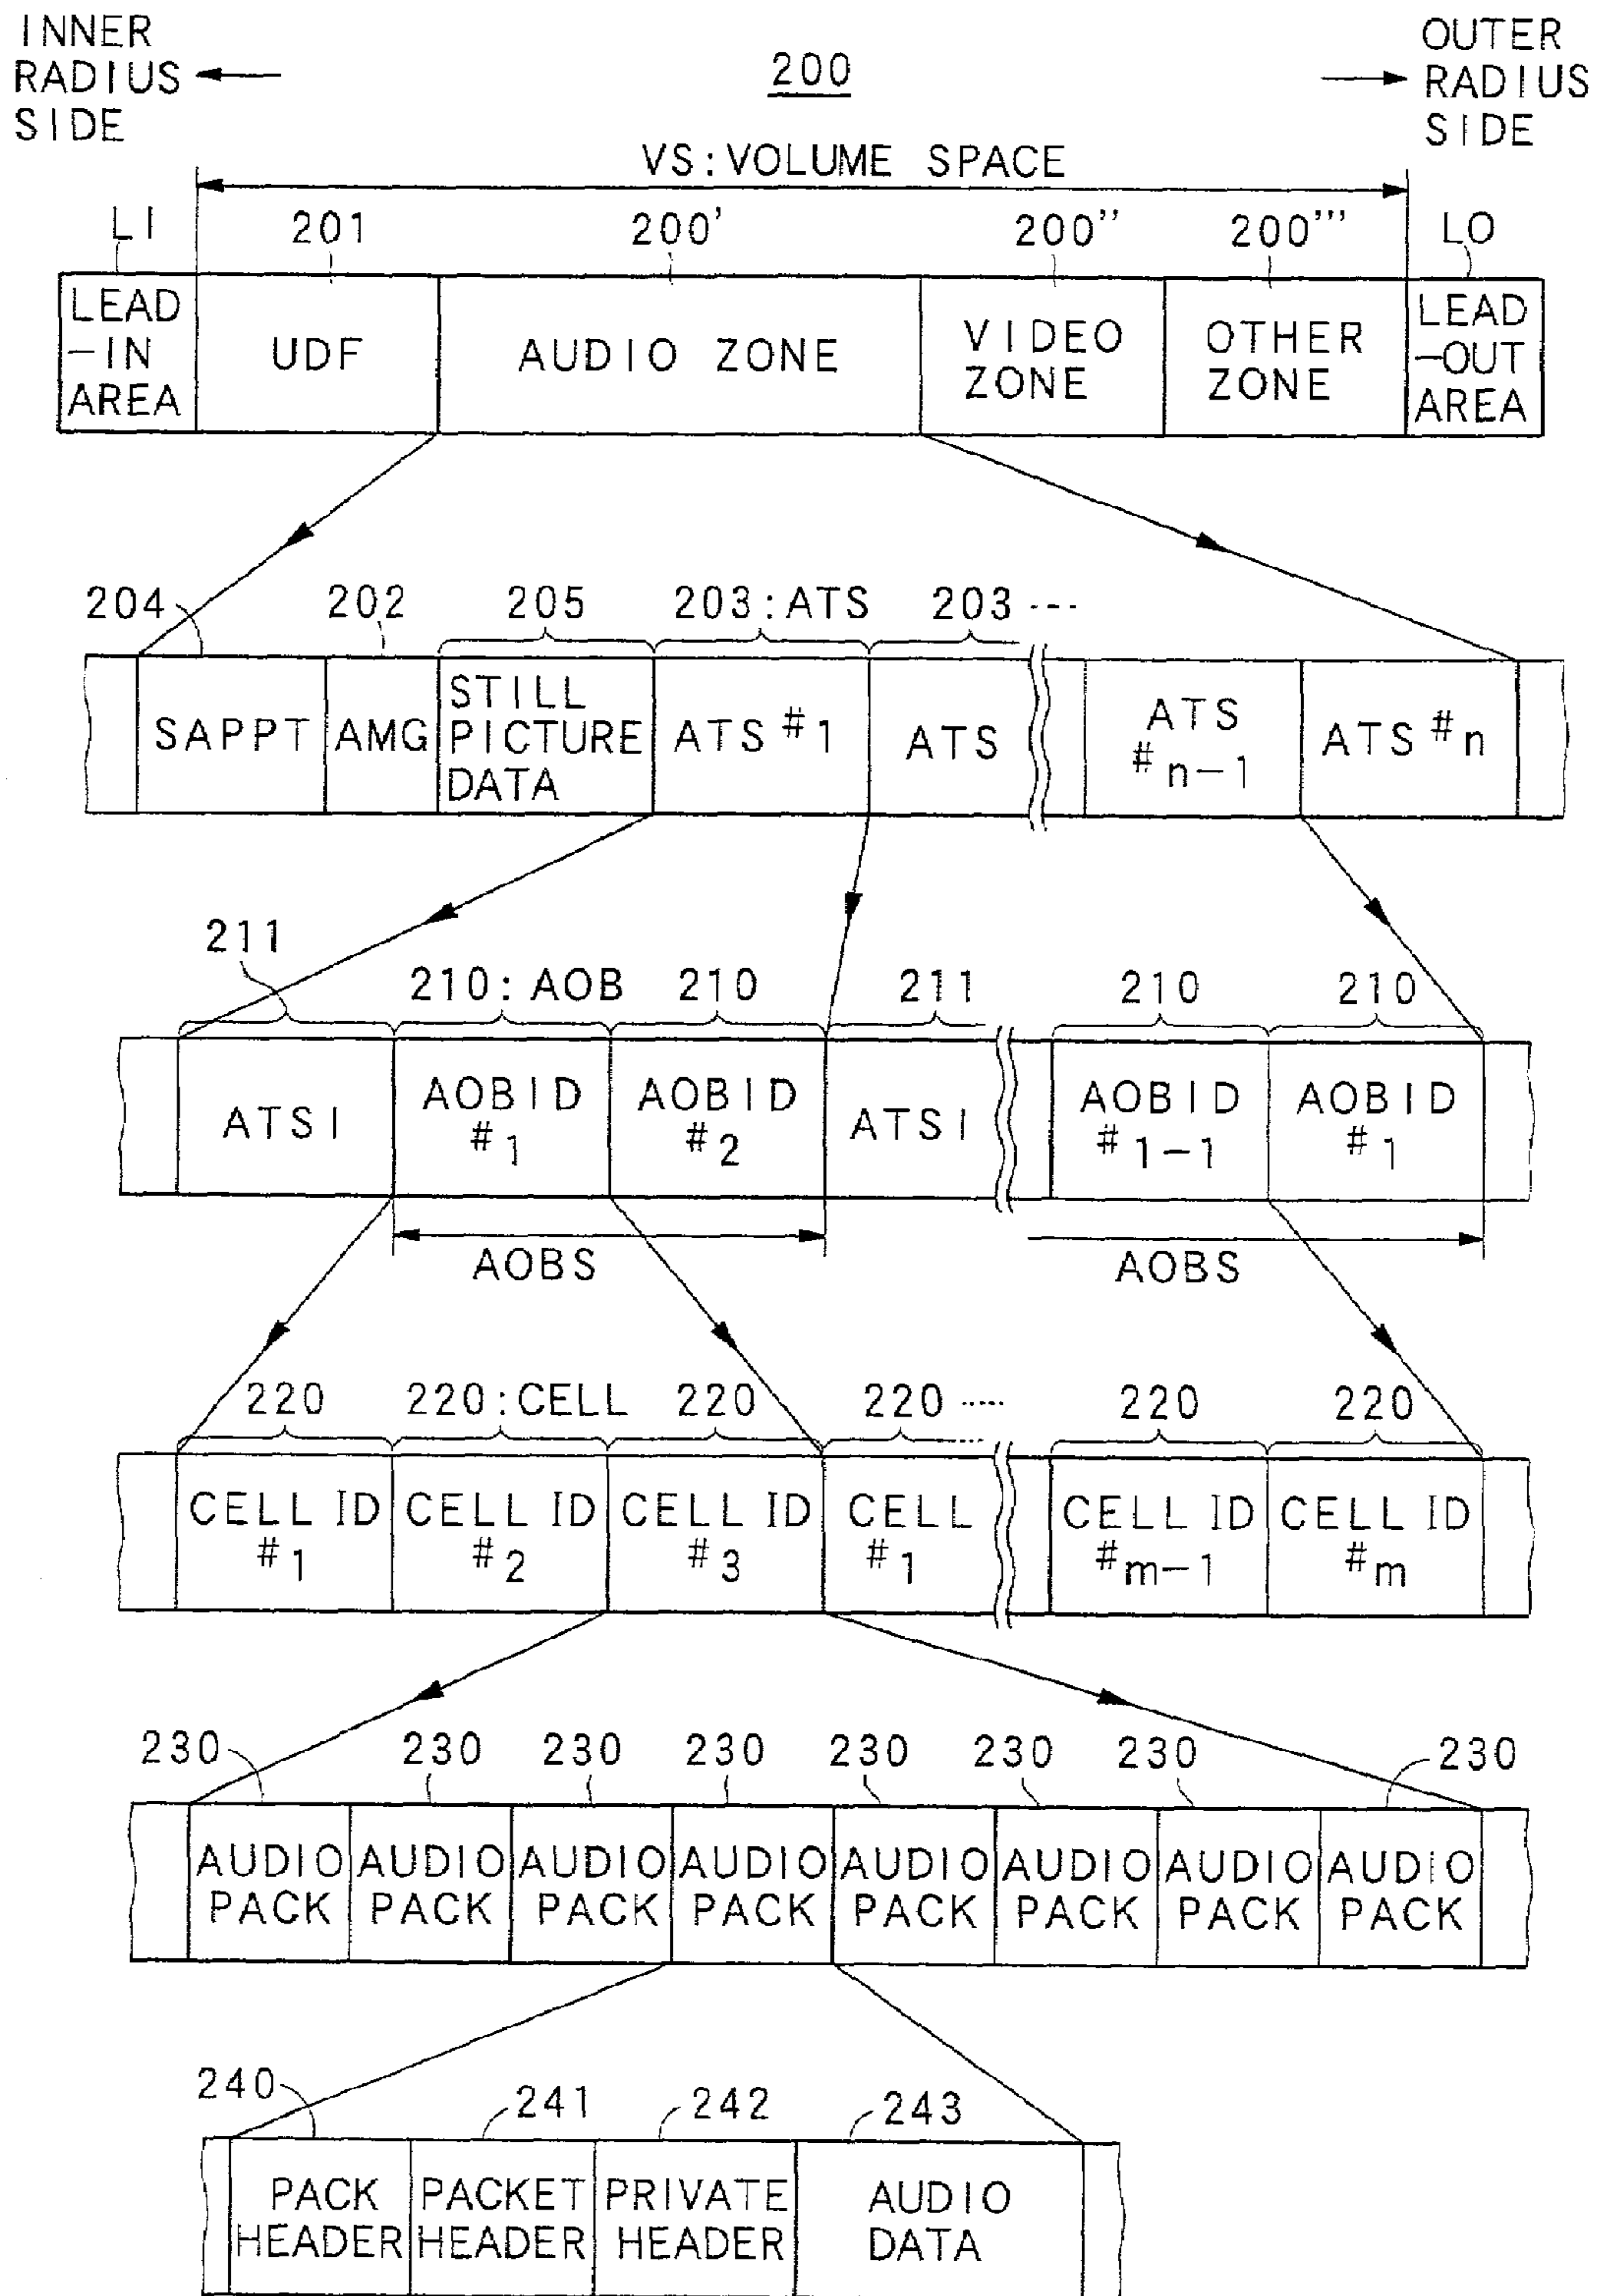 INNER RADIUS SIDE
200
OUTER RADIUS SIDE
VS:VOLUME SPACE
LI 201 200' 200'' 200''' LO
LEAD-IN AREA
UDF
AUDIO ZONE
VIDEO ZONE
OTHER ZONE
LEAD-OUT AREA
204 202 205 203:ATS 203 ---
SAPPT
AMG
STILL PICTURE DATA
ATS #1
ATS
ATS #n-1
ATS #n
211 210:AOB 210 211 210 210
ATSI
AOBID #1
AOBID #2
ATSI
AOBID #1-1
AOBID #1
AOBS
AOBS
220 220:CELL 220 220 ..... 220 220
CELL ID #1
CELL ID #2
CELL ID #3
CELL #1
CELL ID #m-1
CELL ID #m
230 230 230 230 230 230 230 230
AUDIO PACK
AUDIO PACK
AUDIO PACK
AUDIO PACK
AUDIO PACK
AUDIO PACK
AUDIO PACK
AUDIO PACK
240 241 242 243
PACK HEADER
PACKET HEADER
PRIVATE HEADER
AUDIO DATA